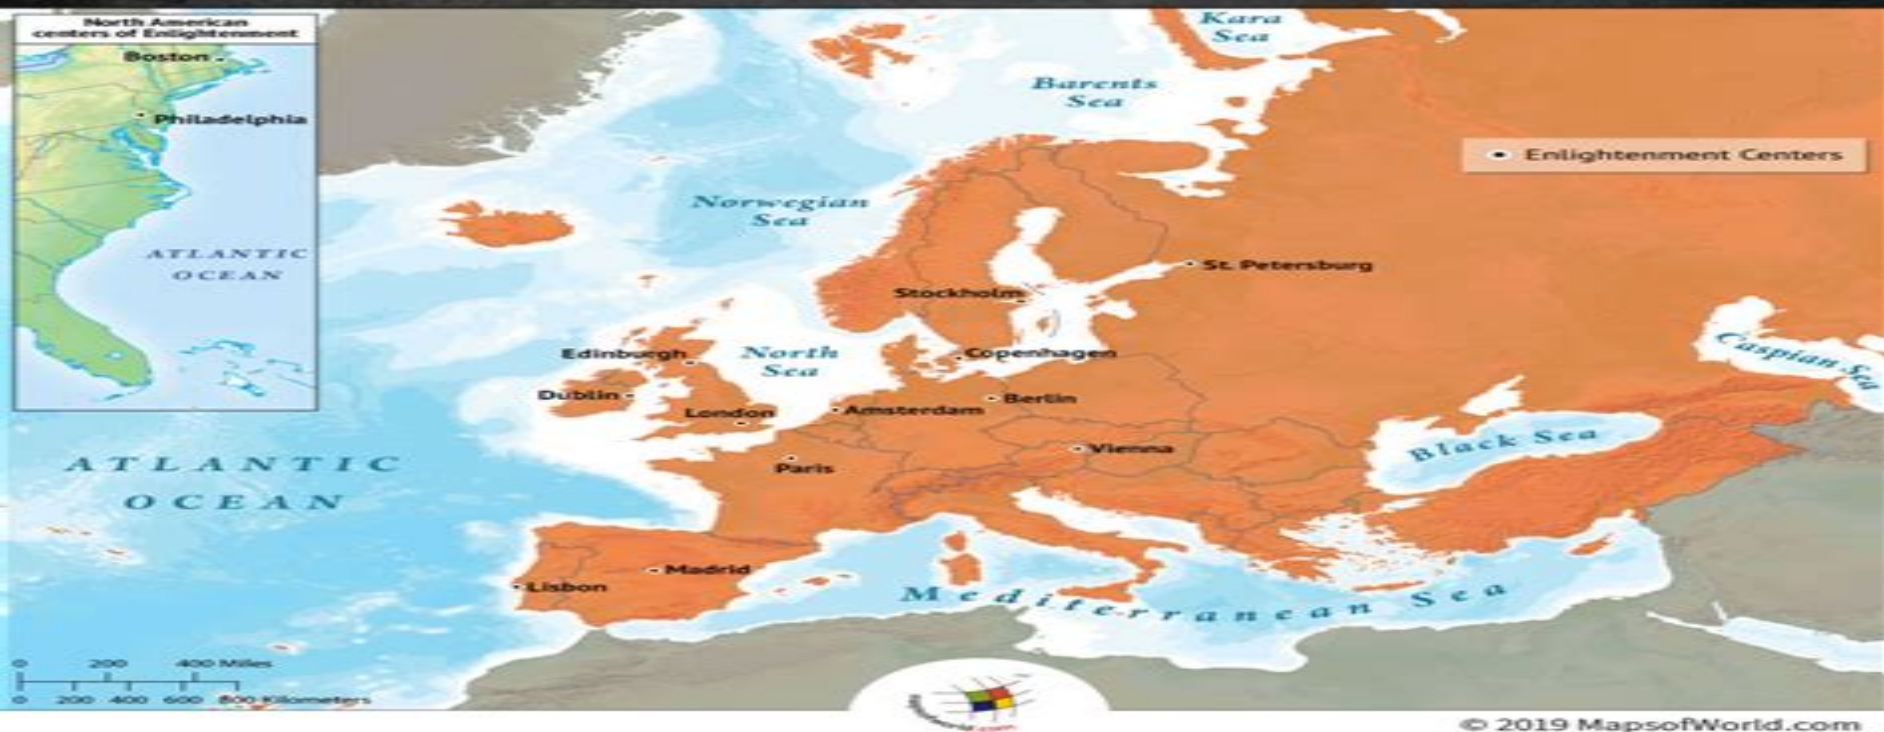 North American
centers of Enlightenment
Boston
Philadelphia
ATLANTIC
OCEAN
Kara
Sea
Barents
Sea
Enlightenment Centers
Norwegian
Sea
St. Petersburg
Stockholm
Edinburgh
North
Sea
Copenhagen
Caspian Sea
Dublin
London
Amsterdam
Berlin
Black Sea
Vienna
Paris
ATLANTIC
OCEAN
Madrid
Lisbon
Mediterranean Sea
0 200 400 Miles
0 200 400 600 800 Kilometers
© 2019 MapsofWorld.com